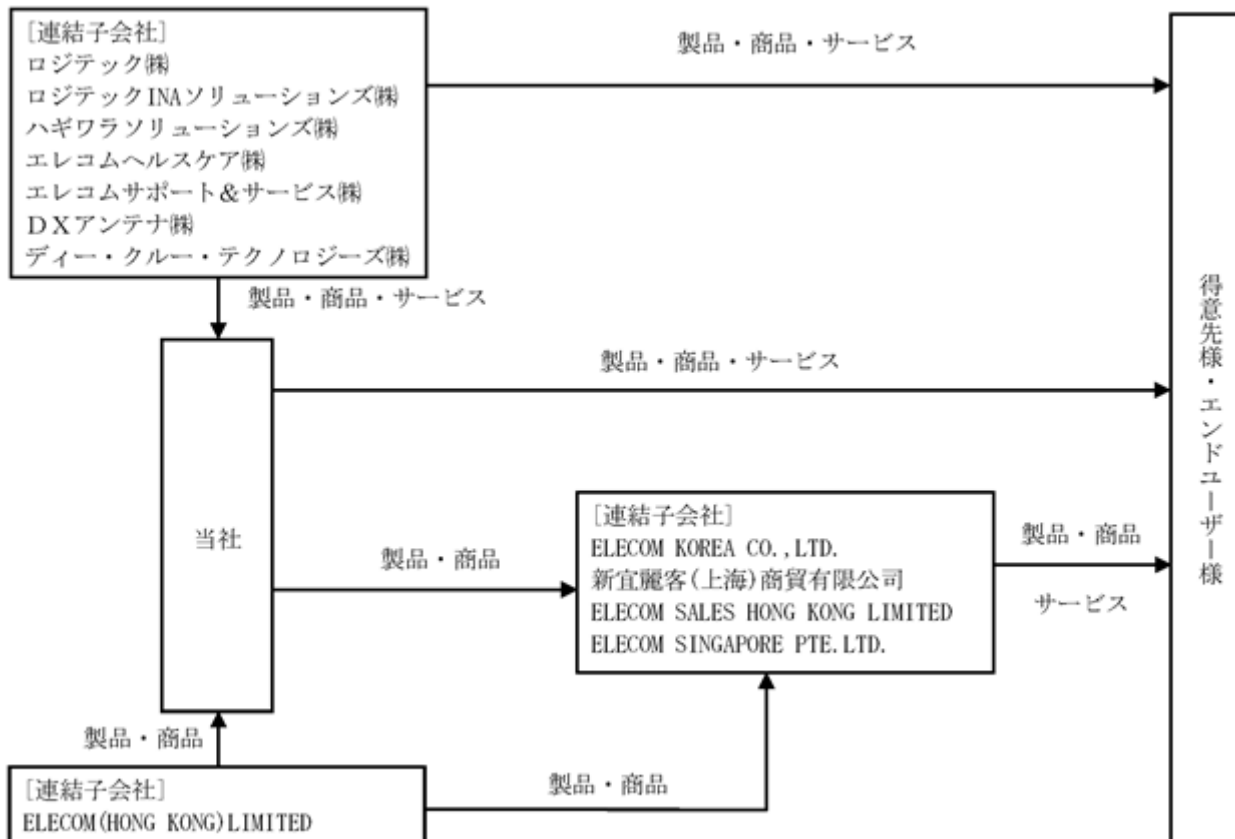 [連結子会社]
ロジテック㈱
ロジテックINAソリューションズ㈱
ハギワラソリューションズ㈱
エレコムヘルスケア㈱
エレコムサポート＆サービス㈱
ＤＸアンテナ㈱
ディー・クルー・テクノロジーズ㈱
製品・商品・サービス
製品・商品・サービス
当社
製品・商品・サービス
製品・商品
[連結子会社]
ELECOM KOREA CO.,LTD.
新宜麗客(上海)商貿有限公司
ELECOM SALES HONG KONG LIMITED
ELECOM SINGAPORE PTE.LTD.
製品・商品
サービス
得意先様・エンドユーザー様
製品・商品
[連結子会社]
ELECOM(HONG KONG)LIMITED
製品・商品